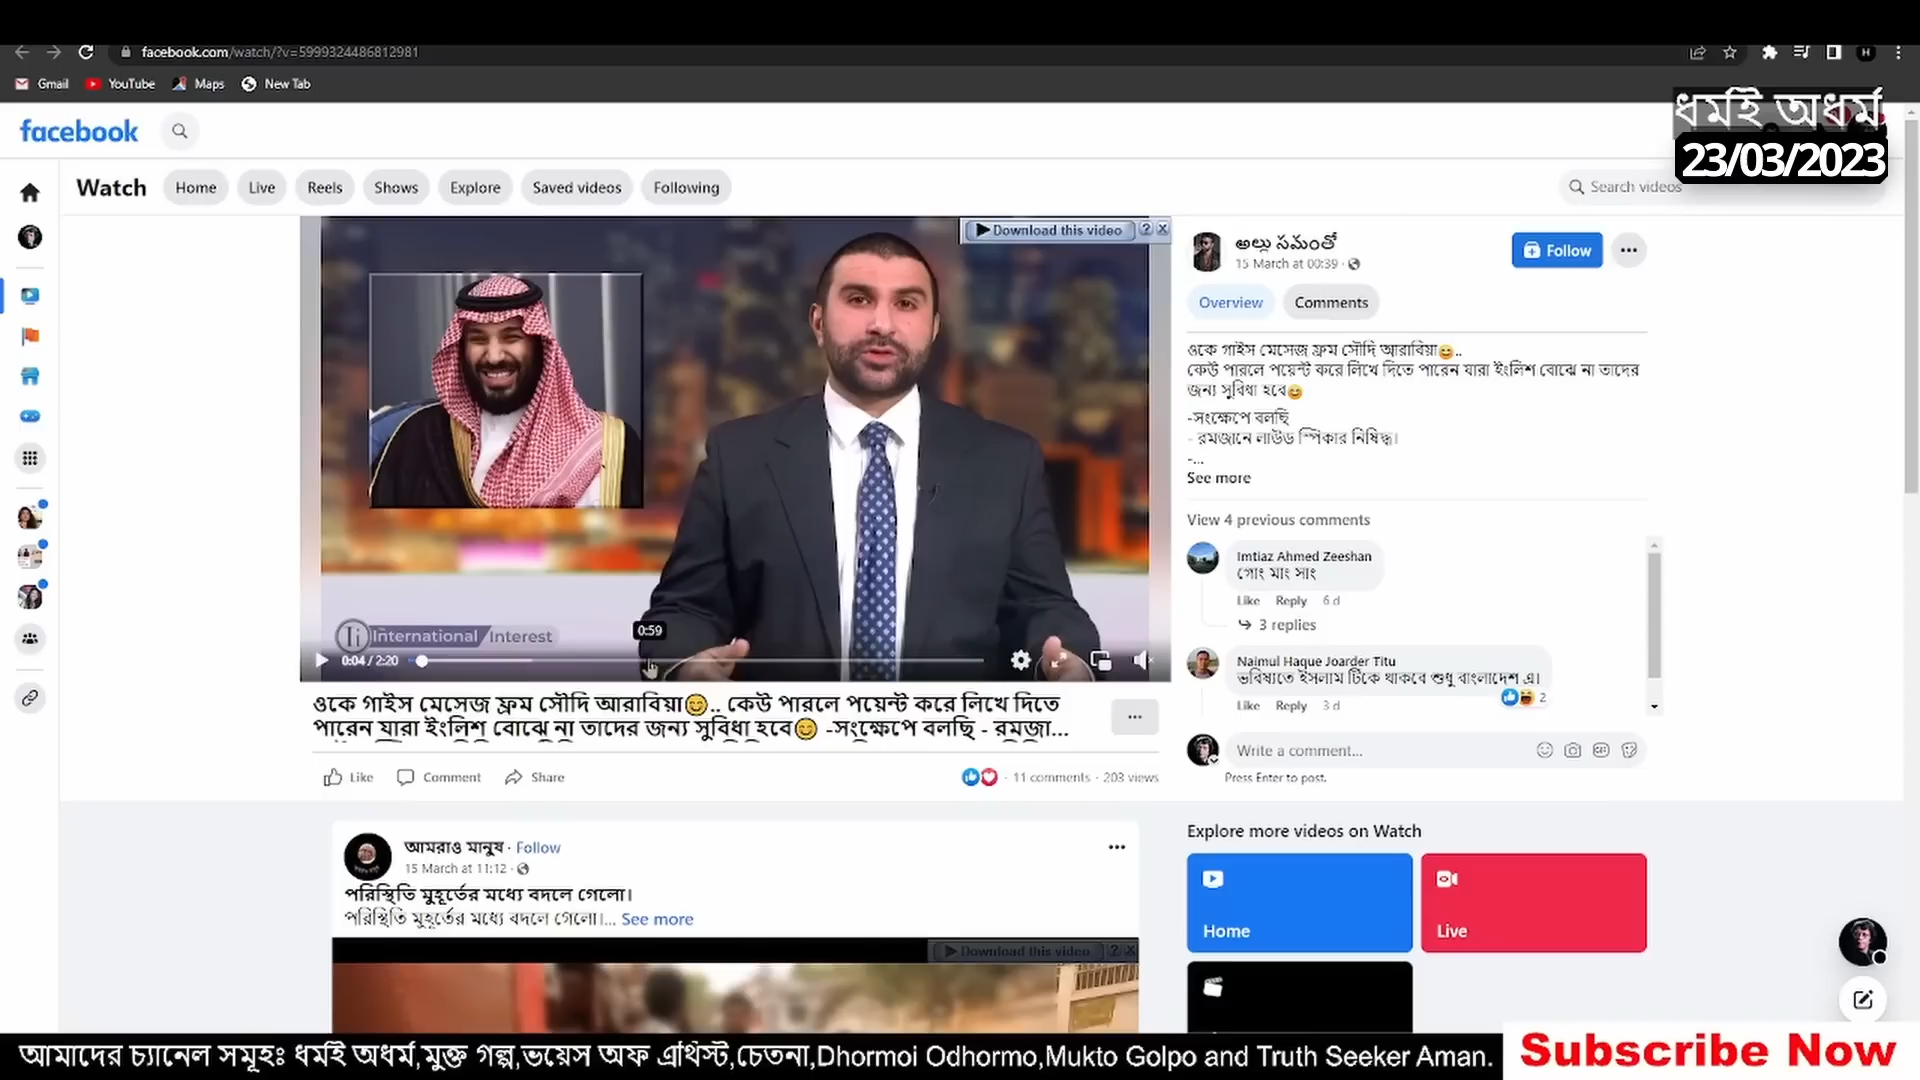 facebook.com/watch/?v=5999324486812981
Gmail YouTube Maps New Tab
ধর্মই অধর্ম
23/03/2023
facebook
Watch Home Live Reels Shows Explore Saved videos Following
Search videos
Download this video
International Interest
0:59
0:04 / 2:20
ওকে গাইস মেসেজ ফ্রম সৌদি আরাবিয়া😊.. কেউ পারলে পয়েন্ট করে লিখে দিতে
পারেন যারা ইংলিশ বোঝে না তাদের জন্য সুবিধা হবে😊 -সংক্ষেপে বলছি - রমজা...
Like Comment Share
11 comments · 203 views
అల్లు సమంతో
15 March at 00:39
Follow
Overview Comments
ওকে গাইস মেসেজ ফ্রম সৌদি আরাবিয়া😊..
কেউ পারলে পয়েন্ট করে লিখে দিতে পারেন যারা ইংলিশ বোঝে না তাদের
জন্য সুবিধা হবে😊
-সংক্ষেপে বলছি
- রমজানে লাউড স্পিকার নিষিদ্ধ।
-...
See more
View 4 previous comments
Imtiaz Ahmed Zeeshan
গোং মাং সাং
Like Reply 6 d
3 replies
Naimul Haque Joarder Titu
ভবিষ্যতে ইসলাম টিকে থাকবে শুধু বাংলাদেশ এ।
2
Like Reply 3 d
Write a comment...
Press Enter to post.
আমরাও মানুষ · Follow
15 March at 11:12
পরিস্থিতি মুহূর্তের মধ্যে বদলে গেলো।
পরিস্থিতি মুহূর্তের মধ্যে বদলে গেলো।... See more
Download this video
Explore more videos on Watch
Home
Live
আমাদের চ্যানেল সমূহঃ ধর্মই অধর্ম,মুক্ত গল্প,ভয়েস অফ এথিস্ট,চেতনা,Dhormoi Odhormo,Mukto Golpo and Truth Seeker Aman.
Subscribe Now